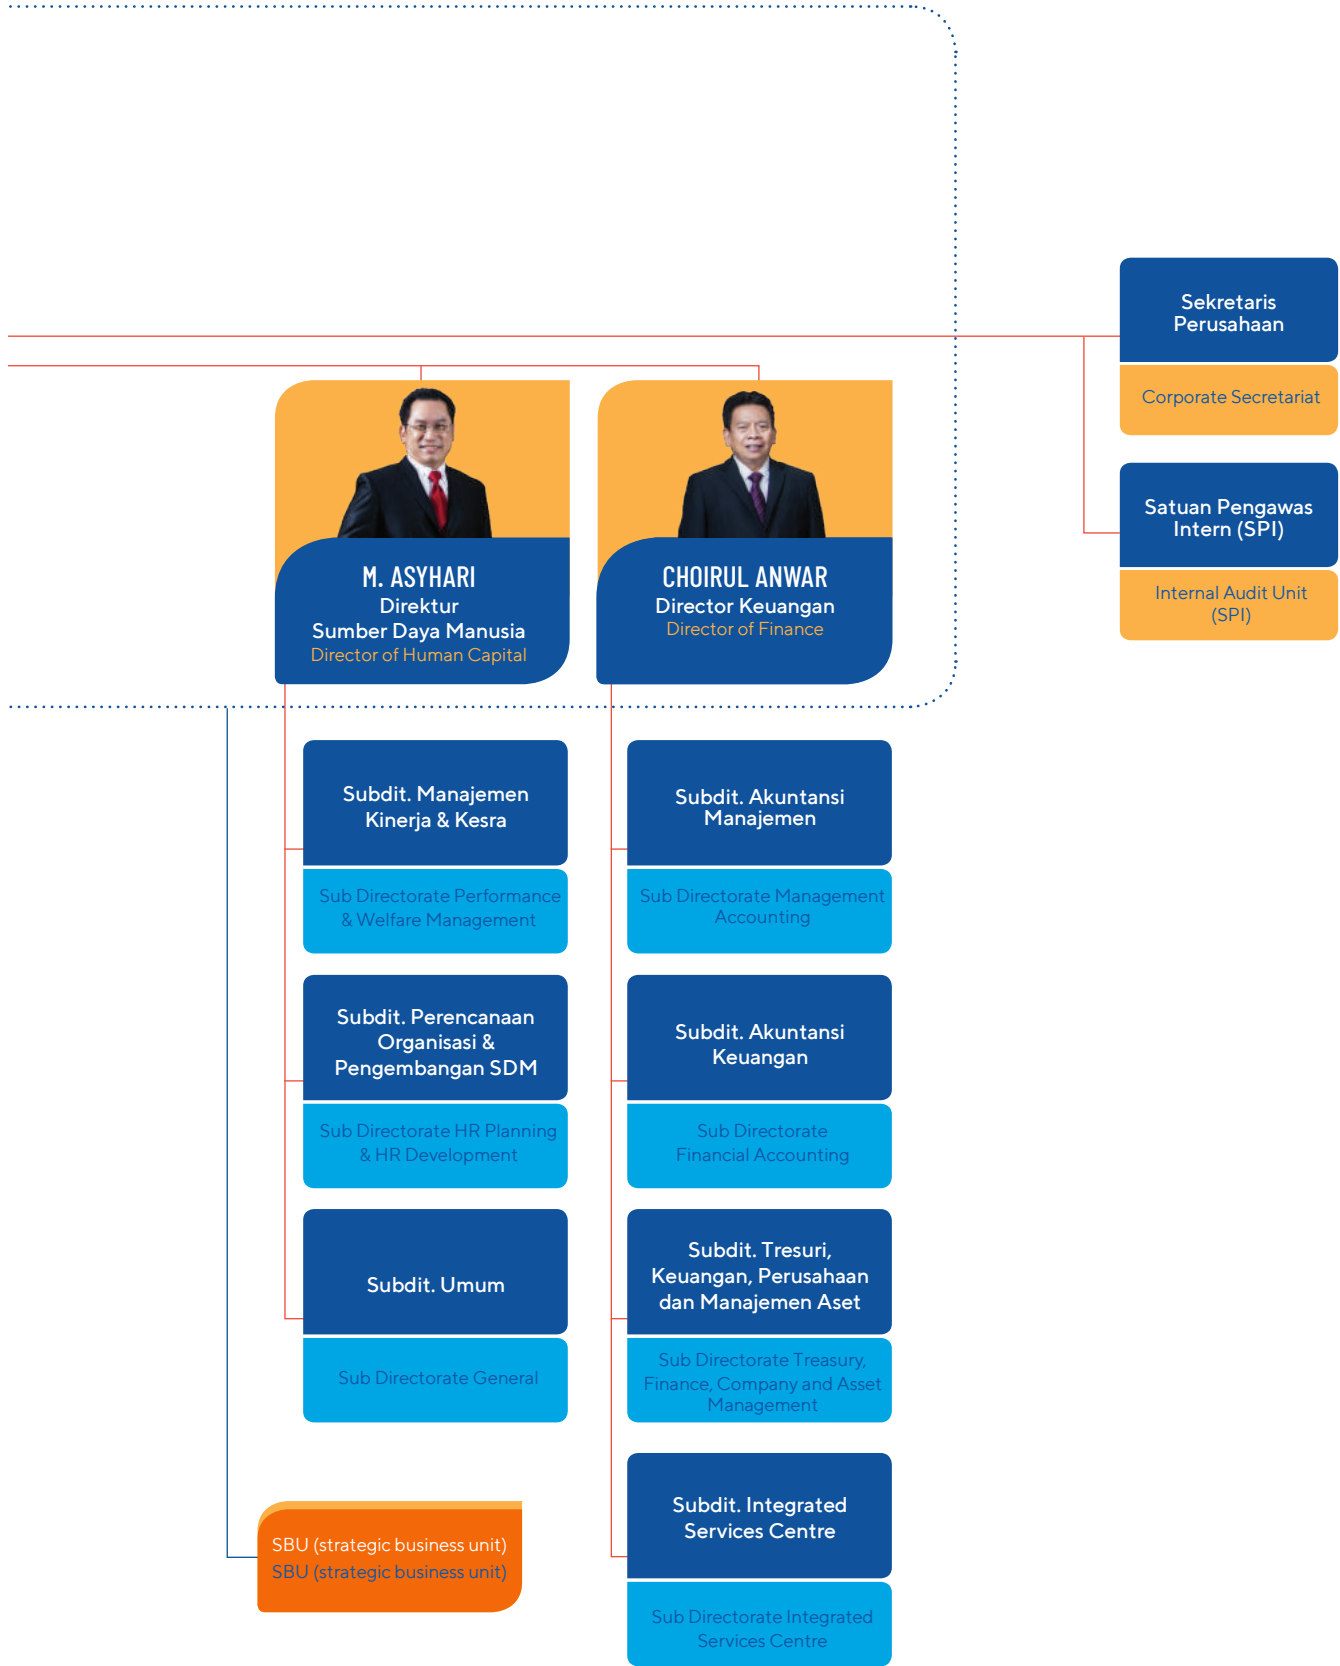 Sekretaris
Perusahaan
Corporate Secretariat
Satuan Pengawas
Intern (SPI)
Internal Audit Unit
(SPI)
M. ASYHARI
Direktur
Sumber Daya Manusia
Director of Human Capital
CHOIRUL ANWAR
Director Keuangan
Director of Finance
Subdit. Manajemen
Kinerja & Kesra
Sub Directorate Performance
& Welfare Management
Subdit. Perencanaan
Organisasi &
Pengembangan SDM
Sub Directorate HR Planning
& HR Development
Subdit. Umum
Sub Directorate General
Subdit. Akuntansi
Manajemen
Sub Directorate Management
Accounting
Subdit. Akuntansi
Keuangan
Sub Directorate
Financial Accounting
Subdit. Tresuri,
Keuangan, Perusahaan
dan Manajemen Aset
Sub Directorate Treasury,
Finance, Company and Asset
Management
Subdit. Integrated
Services Centre
Sub Directorate Integrated
Services Centre
SBU (strategic business unit)
SBU (strategic business unit)